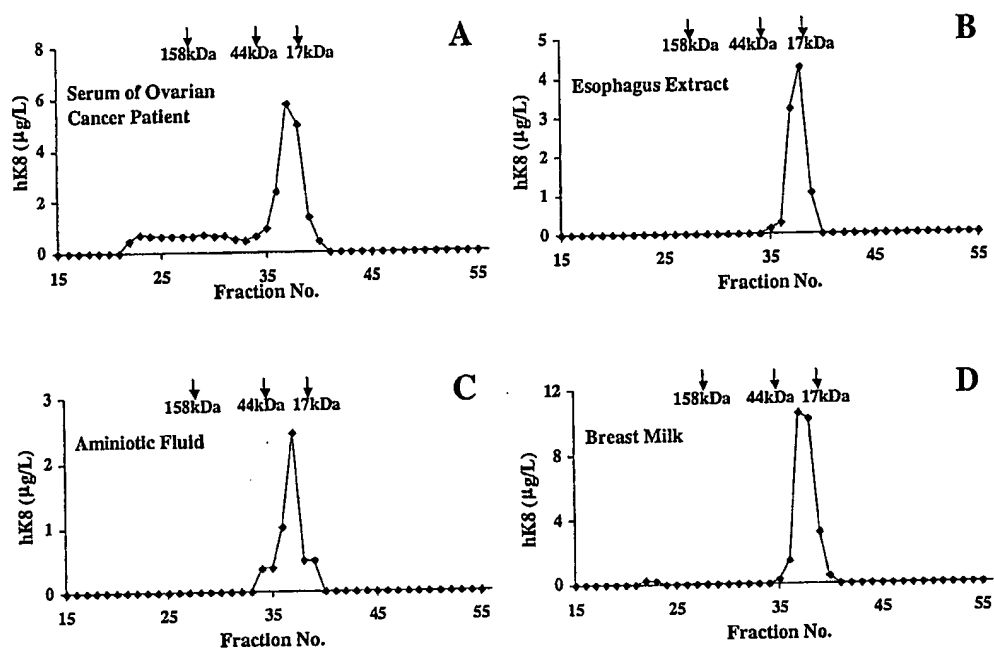 A
158kDa 44kDa 17kDa
8
6
4
2
0
hK8 (μg/L)
Serum of Ovarian
Cancer Patient
15 25 35 45 55
Fraction No.
B
158kDa 44kDa 17kDa
5
4
3
2
1
0
hK8 (μg/L)
Esophagus Extract
15 25 35 45 55
Fraction No.
C
158kDa 44kDa 17kDa
3
2
1
0
hK8 (μg/L)
Aminiotic Fluid
15 25 35 45 55
Fraction No.
D
158kDa 44kDa 17kDa
12
8
4
0
hK8 (μg/L)
Breast Milk
15 25 35 45 55
Fraction No.